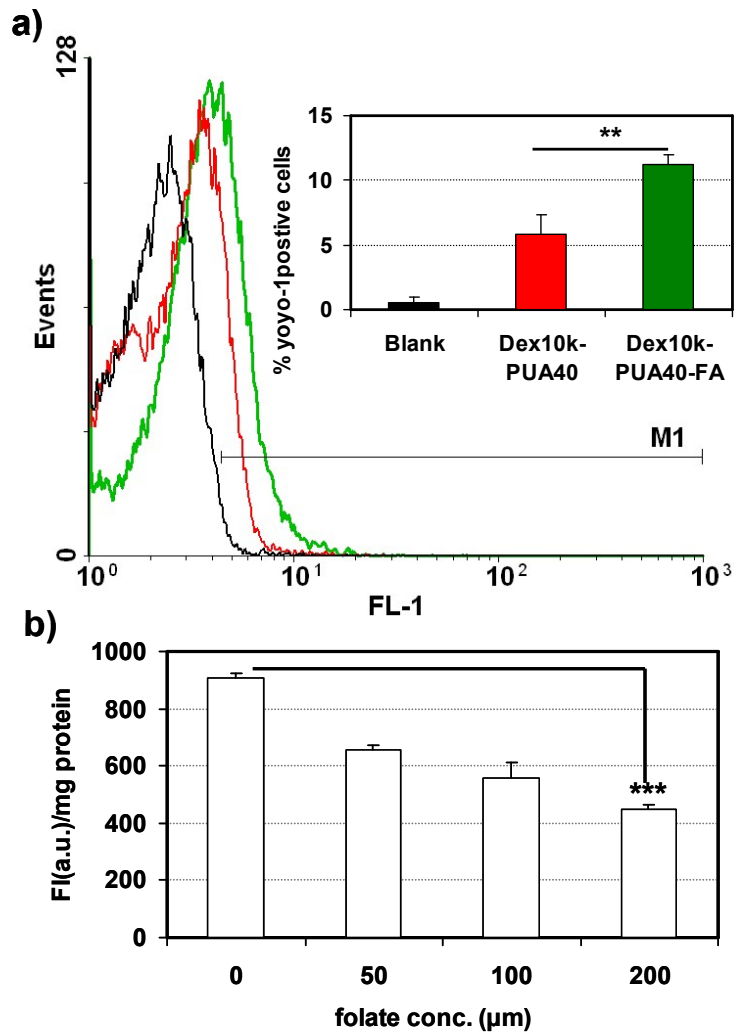 a)
128
Events
0
10^0
10^1
10^2
10^3
FL-1
M1
% yoyo-1postive cells
15
10
5
0
**
Blank
Dex10k-
PUA40
Dex10k-
PUA40-FA
b)
FI(a.u.)/mg protein
1000
800
600
400
200
0
***
0
50
100
200
folate conc. (µm)